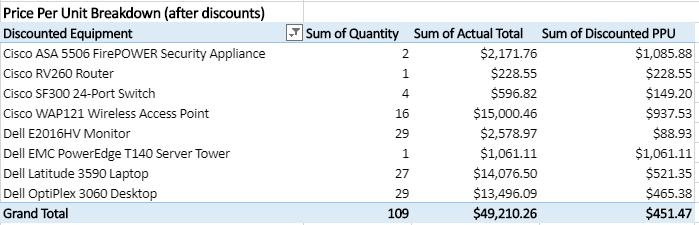 Price Per Unit Breakdown (after discounts)
Discounted Equipment Sum of Quantity Sum of Actual Total Sum of Discounted PPU
Cisco ASA 5506 FirePOWER Security Appliance 2 $2,171.76 $1,085.88
Cisco RV260 Router 1 $228.55 $228.55
Cisco SF300 24-Port Switch 4 $596.82 $149.20
Cisco WAP121 Wireless Access Point 16 $15,000.46 $937.53
Dell E2016HV Monitor 29 $2,578.97 $88.93
Dell EMC PowerEdge T140 Server Tower 1 $1,061.11 $1,061.11
Dell Latitude 3590 Laptop 27 $14,076.50 $521.35
Dell OptiPlex 3060 Desktop 29 $13,496.09 $465.38
Grand Total 109 $49,210.26 $451.47